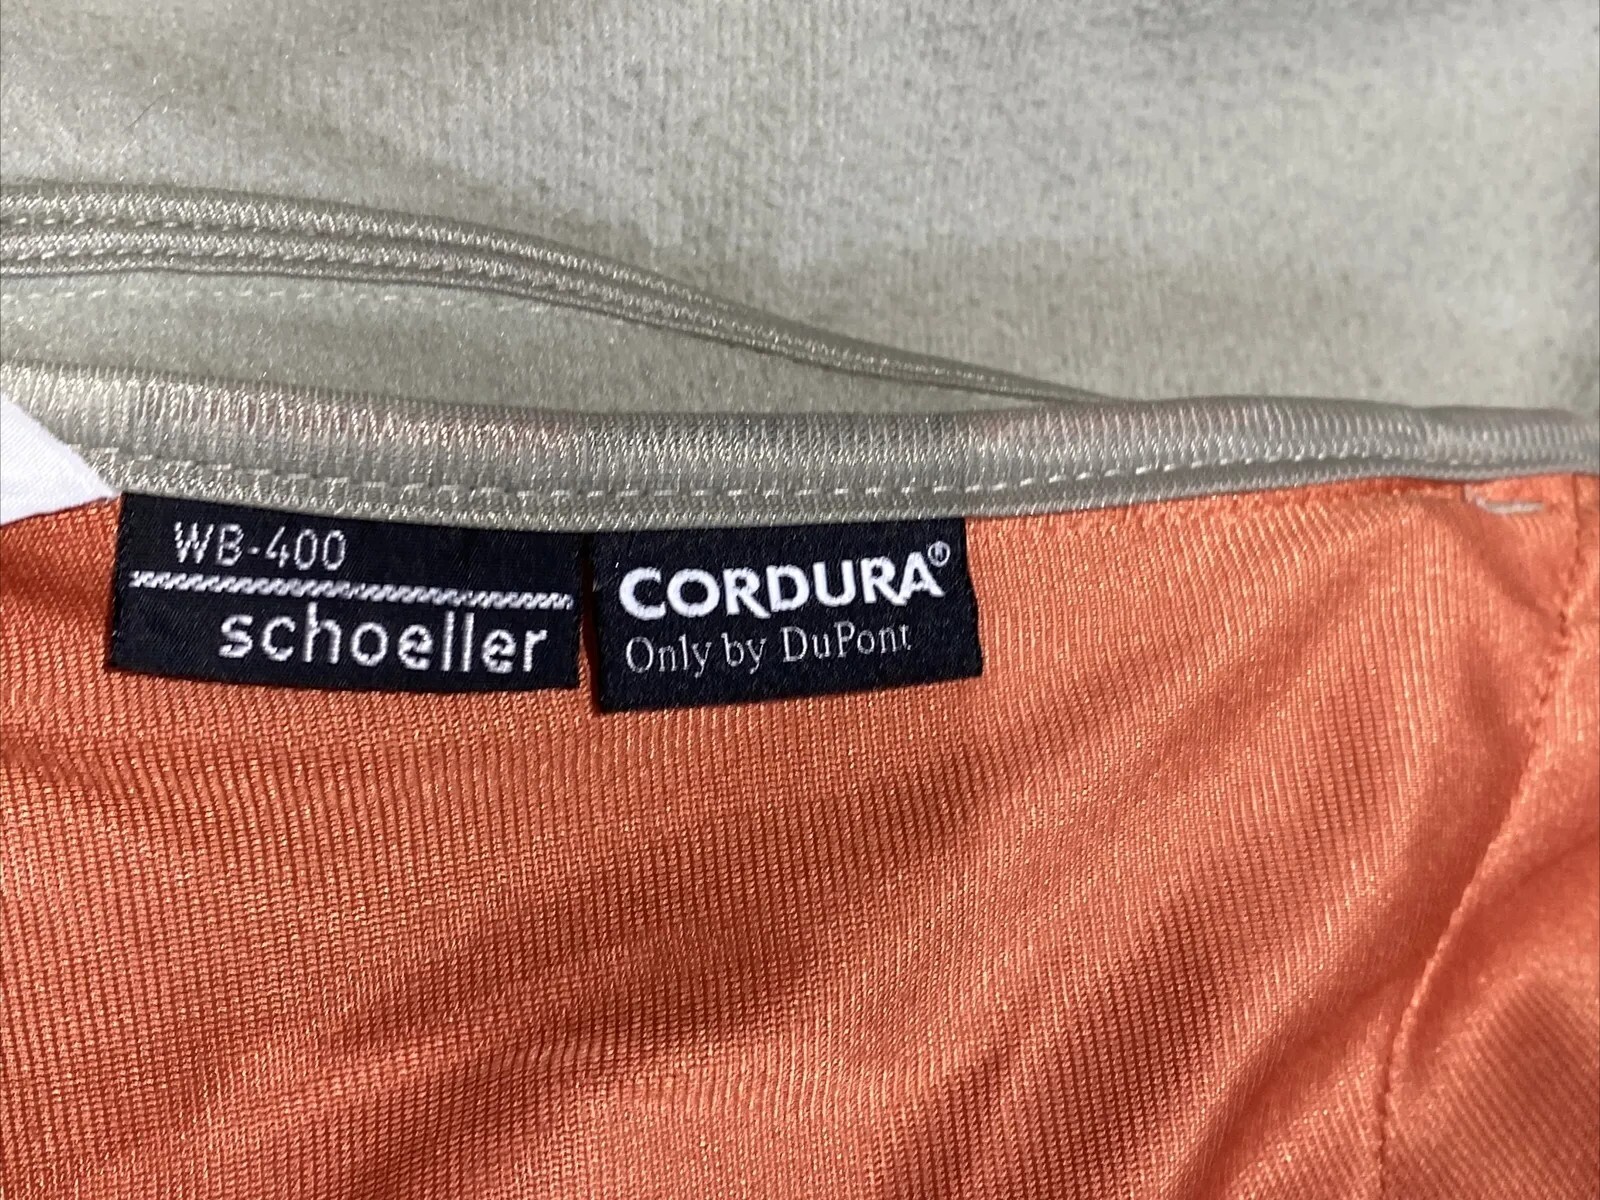 WB-400
schoeller
CORDURA®
Only by DuPont